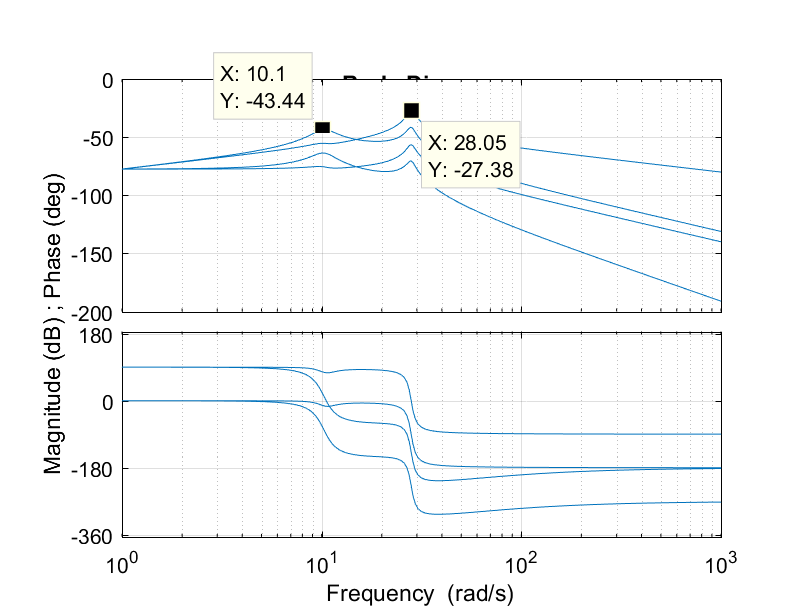 X: 10.1
Y: -43.44
0
-50
-100
-150
-200
X: 28.05
Y: -27.38
180
0
-180
-360
Magnitude (dB) ; Phase (deg)
10^0
10^1
10^2
10^3
Frequency (rad/s)